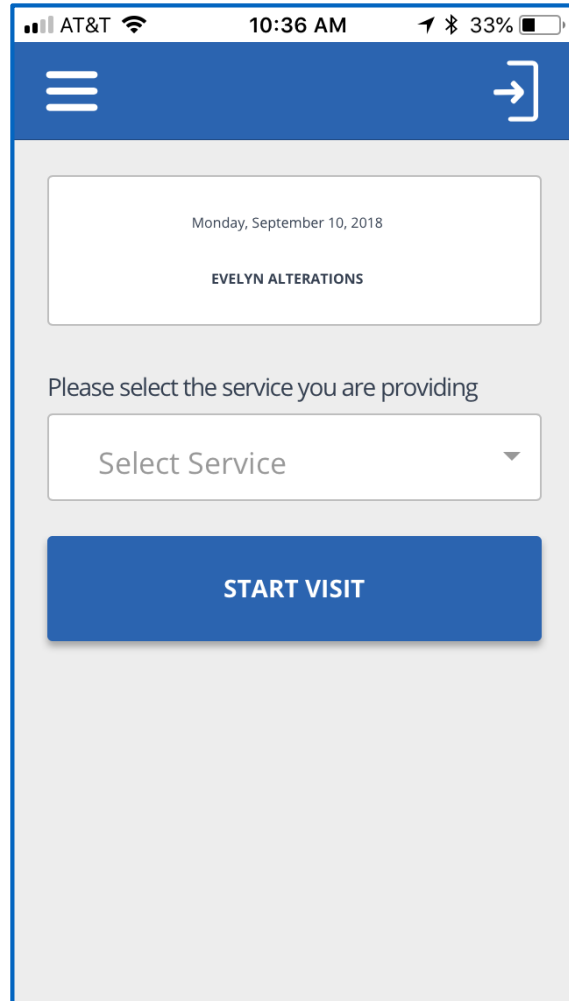 AT&T 10:36 AM 33%
Monday, September 10, 2018
EVELYN ALTERATIONS
Please select the service you are providing
Select Service
START VISIT